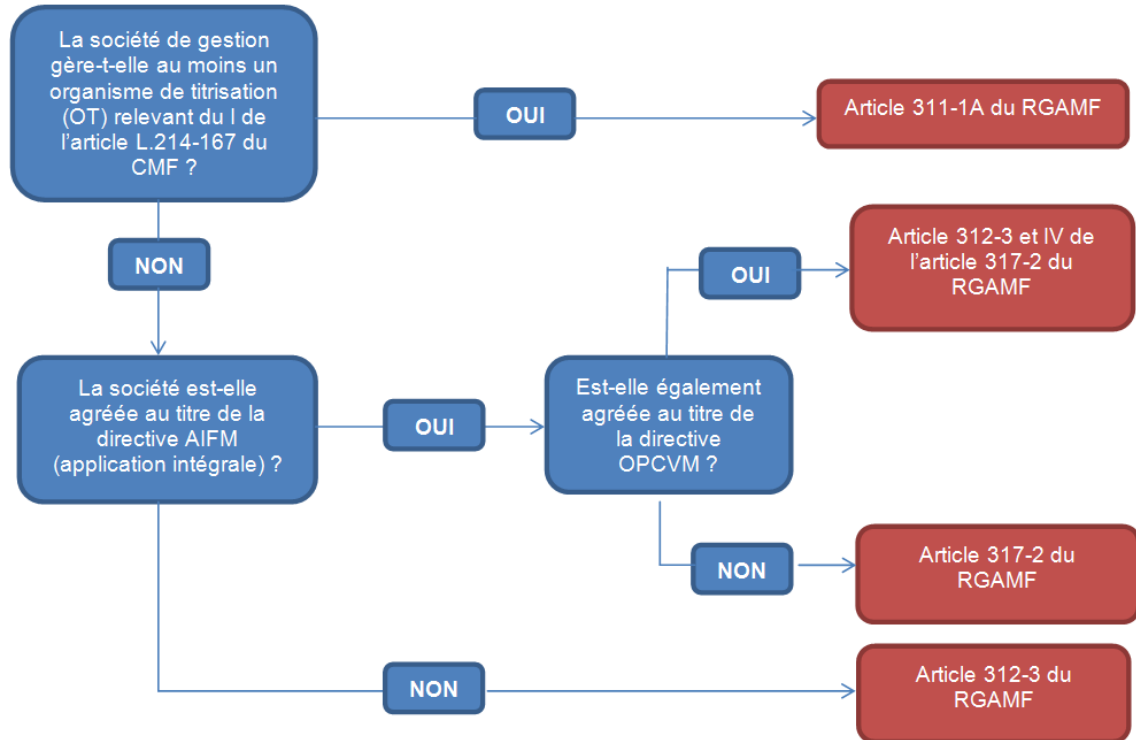 La société de gestion
gère-t-elle au moins un
organisme de titrisation
(OT) relevant du I de
l'article L.214-167 du
CMF ?
OUI
Article 311-1A du RGAMF
NON
Article 312-3 et IV de
l'article 317-2 du
RGAMF
OUI
La société est-elle
agréée au titre de la
directive AIFM
(application intégrale) ?
OUI
Est-elle également
agréée au titre de
la directive
OPCVM ?
NON
Article 317-2 du
RGAMF
NON
Article 312-3 du
RGAMF